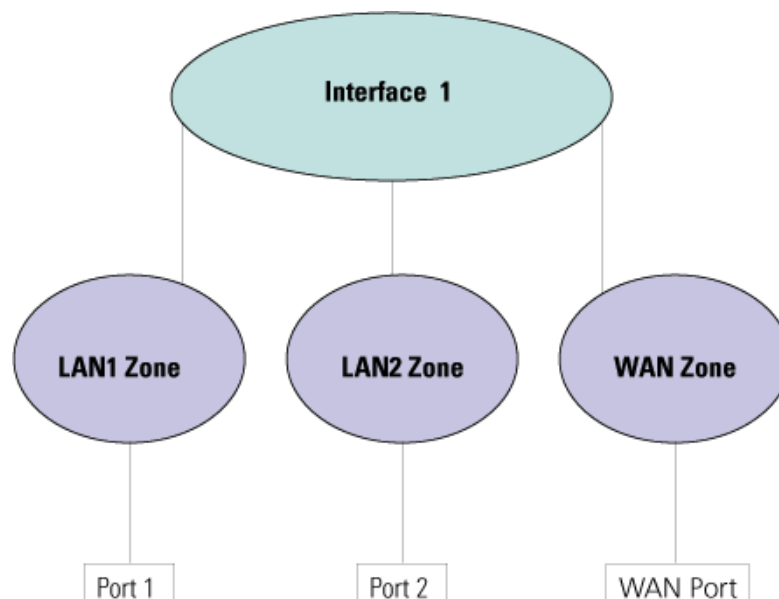 Interface 1
LAN1 Zone
LAN2 Zone
WAN Zone
Port 1
Port 2
WAN Port